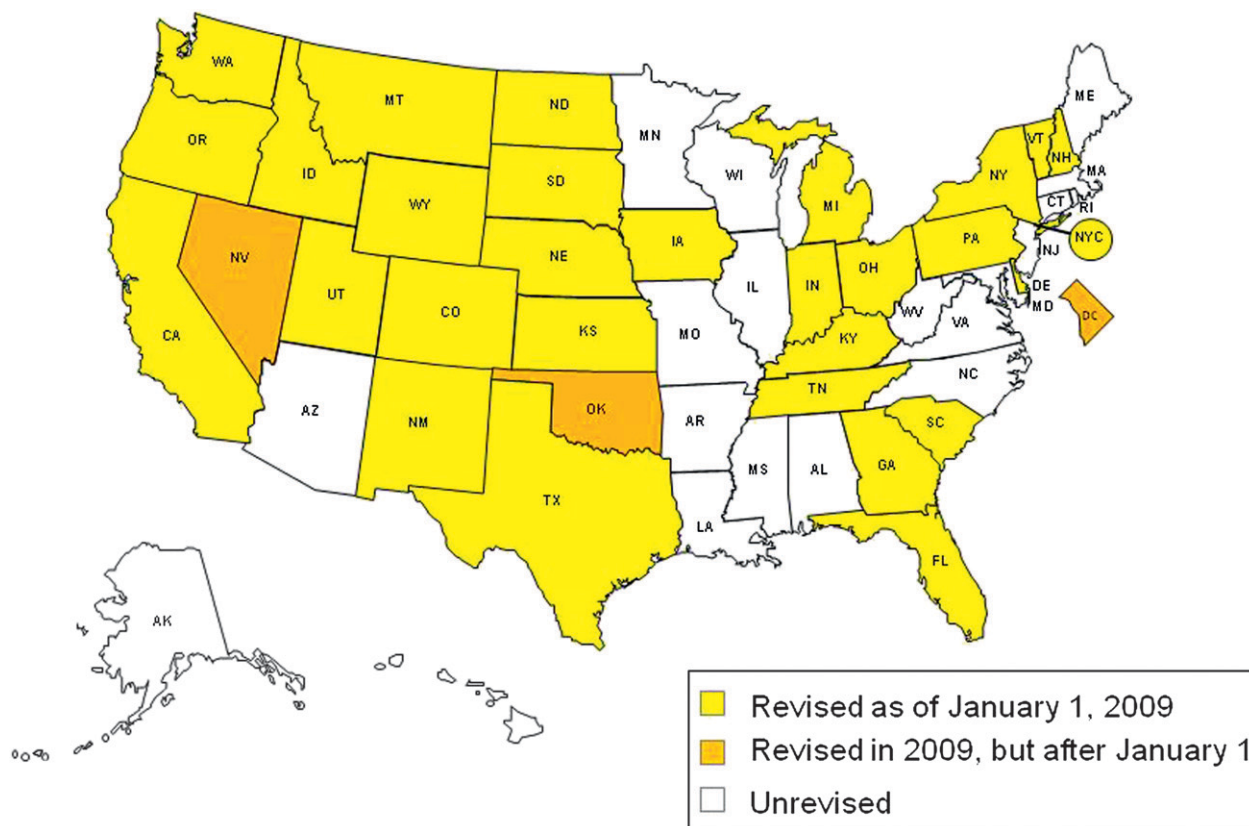 WA
MT
ND
MN
ME
OR
ID
SD
WI
VT
NH
NY
MA
WY
MI
CT
RI
NYC
IA
PA
NV
NE
NJ
OH
IL
IN
DE
UT
MD
CO
WV
VA
DC
CA
KS
MO
KY
NC
AZ
OK
TN
NM
AR
SC
MS
AL
GA
TX
LA
FL
AK
Revised as of January 1, 2009
Revised in 2009, but after January 1
Unrevised